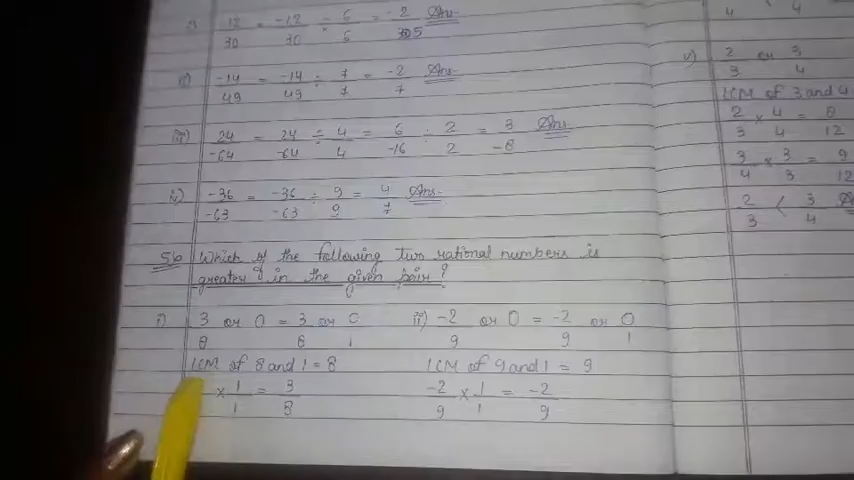 i) 12/30 = -12/30 ÷ 6/6 = -2/5 Ans
ii) -14/49 = -14/49 ÷ 7/7 = -2/7 Ans
iii) 24/-64 = 24/-64 ÷ 4/4 = 6/-16 ÷ 2/2 = 3/-8 Ans
iv) -36/-63 = -36/-63 ÷ 9/9 = 4/7 Ans
56 Which of the following two rational numbers is
greater in the given pair?
i) 3/8 or 0 = 3/8 or 0/1
LCM of 8 and 1 = 8
× 1/1 = 3/8
ii) -2/9 or 0 = -2/9 or 0/1
LCM of 9 and 1 = 9
-2/9 × 1/1 = -2/9
4 4
v) 2/3 or 3/4
LCM of 3 and 4
2/3 × 4/4 = 8/12
3/4 × 3/3 = 9/12
2/3 < 3/4